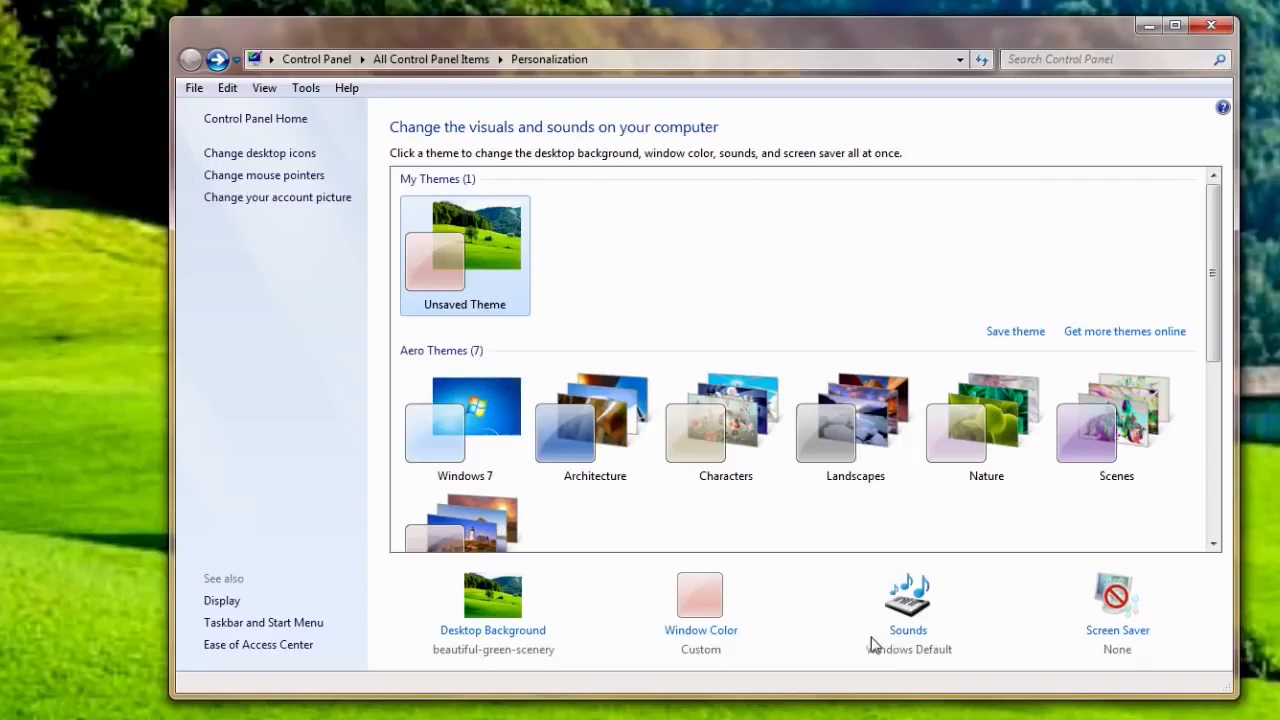 Control Panel
All Control Panel Items
Personalization
Search Control Panel
File
Edit
View
Tools
Help
Control Panel Home
Change desktop icons
Change mouse pointers
Change your account picture
See also
Display
Taskbar and Start Menu
Ease of Access Center
Change the visuals and sounds on your computer
Click a theme to change the desktop background, window color, sounds, and screen saver all at once.
My Themes (1)
Unsaved Theme
Save theme
Get more themes online
Aero Themes (7)
Windows 7
Architecture
Characters
Landscapes
Nature
Scenes
Desktop Background
beautiful-green-scenery
Window Color
Custom
Sounds
Windows Default
Screen Saver
None